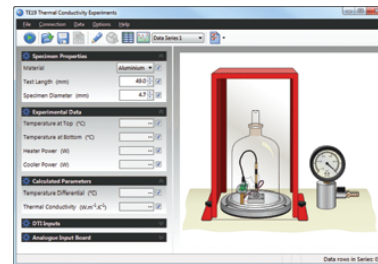 TE19 Thermal Conductivity Experiments
File Connection Data Options Help
Data Series 1
Specimen Properties
Material Aluminium
Test Length (mm) 49.0
Specimen Diameter (mm) 4.7
Experimental Data
Temperature at Top (°C) --
Temperature at Bottom (°C) --
Heater Power (W) --
Cooler Power (W) --
Calculated Parameters
Temperature Differential (°C) --
Thermal Conductivity (W.m⁻¹.K⁻¹) --
DTI Inputs
Analogue Input Board
Data rows in Series: 0